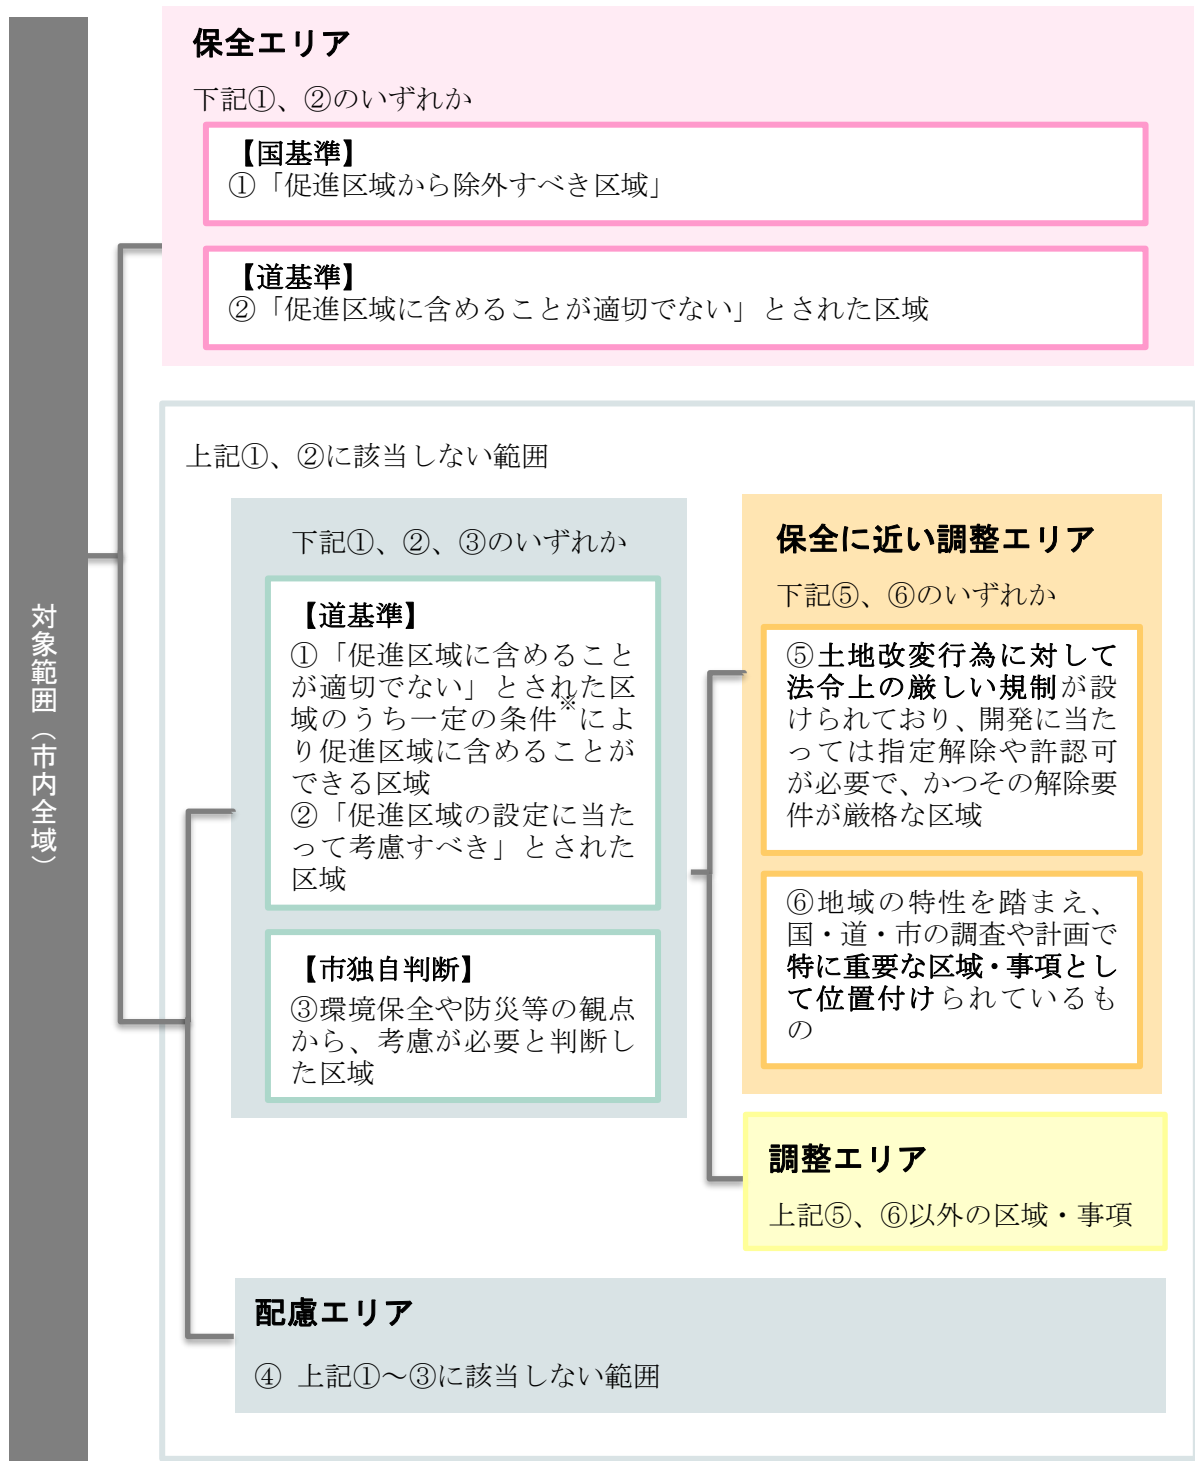 対象範囲（市内全域）
保全エリア
下記①、②のいずれか
【国基準】
①「促進区域から除外すべき区域」
【道基準】
②「促進区域に含めることが適切でない」とされた区域
上記①、②に該当しない範囲
下記①、②、③のいずれか
【道基準】
①「促進区域に含めること
が適切でない」とされた区
域のうち一定の条件※によ
り促進区域に含めることが
できる区域
②「促進区域の設定に当た
って考慮すべき」とされた
区域
【市独自判断】
③環境保全や防災等の観点
から、考慮が必要と判断し
た区域
保全に近い調整エリア
下記⑤、⑥のいずれか
⑤土地改変行為に対して
法令上の厳しい規制が設
けられており、開発に当た
っては指定解除や許認可
が必要で、かつその解除要
件が厳格な区域
⑥地域の特性を踏まえ、
国・道・市の調査や計画で
特に重要な区域・事項とし
て位置付けられているも
の
調整エリア
上記⑤、⑥以外の区域・事項
配慮エリア
④ 上記①～③に該当しない範囲